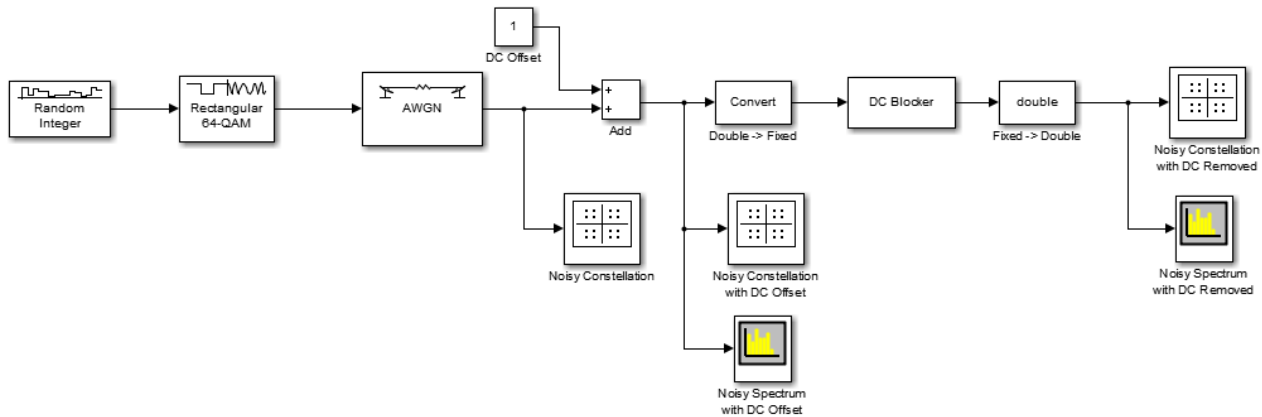 1
DC Offset
Random
Integer
Rectangular
64-QAM
AWGN
+
+
Add
Convert
Double -> Fixed
DC Blocker
double
Fixed -> Double
Noisy Constellation
with DC Removed
Noisy Constellation
Noisy Constellation
with DC Offset
Noisy Spectrum
with DC Removed
Noisy Spectrum
with DC Offset